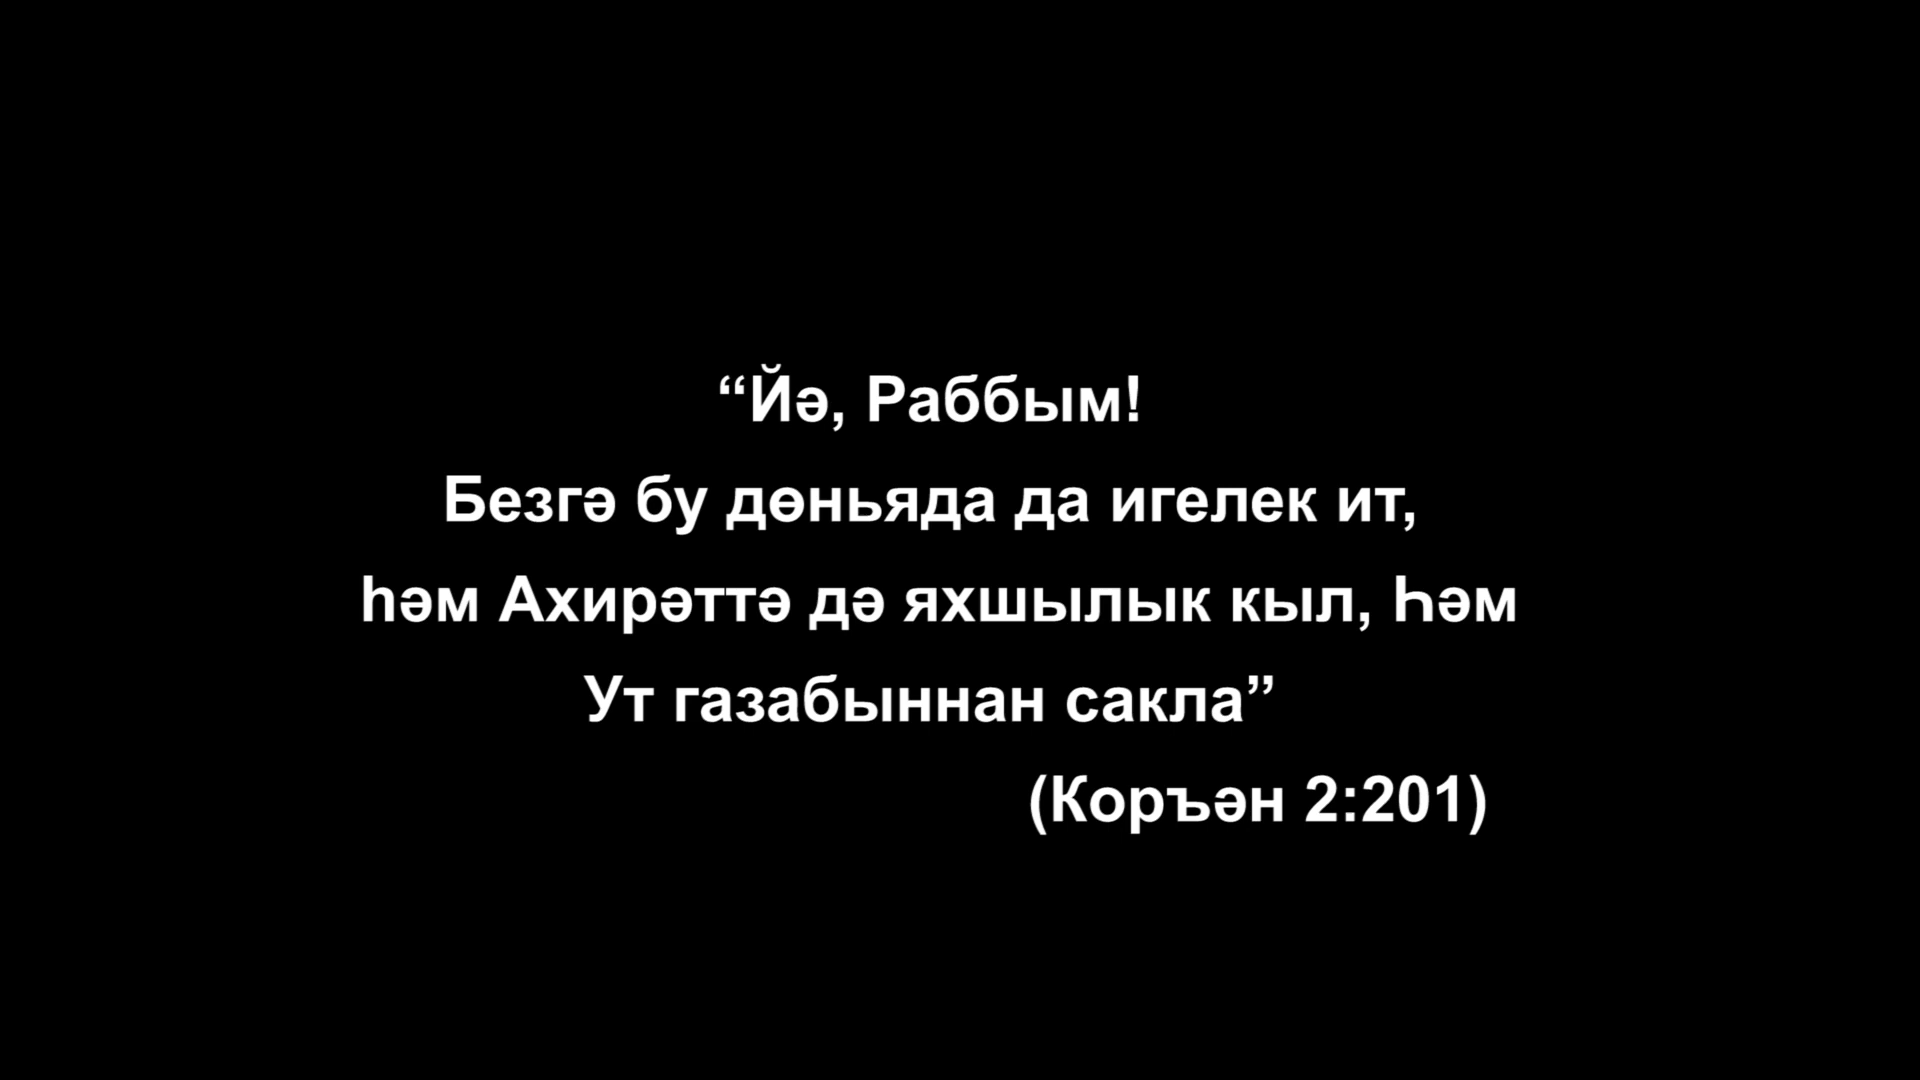 “Йә, Раббым!
Безгә бу дөньяда да игелек ит,
һәм Ахирәттә дә яхшылык кыл, Һәм
Ут газабыннан сакла”
(Коръән 2:201)